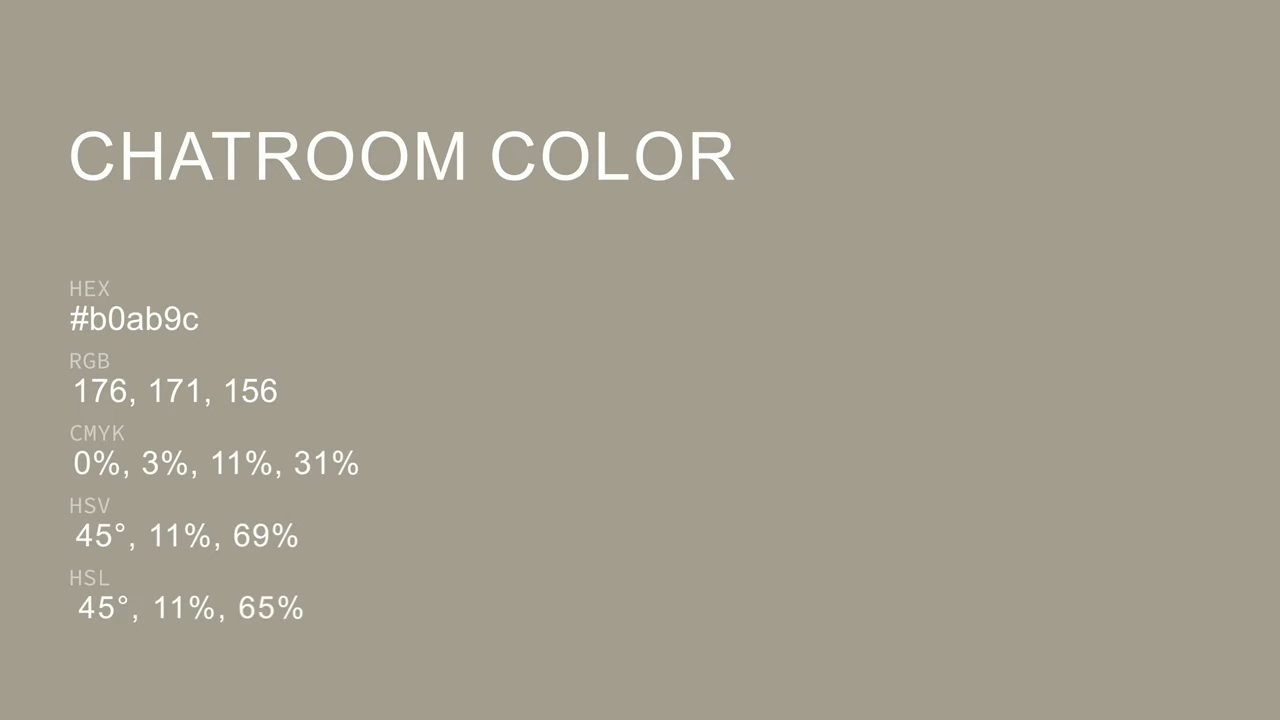 CHATROOM COLOR
HEX
#b0ab9c
RGB
176, 171, 156
CMYK
0%, 3%, 11%, 31%
HSV
45°, 11%, 69%
HSL
45°, 11%, 65%